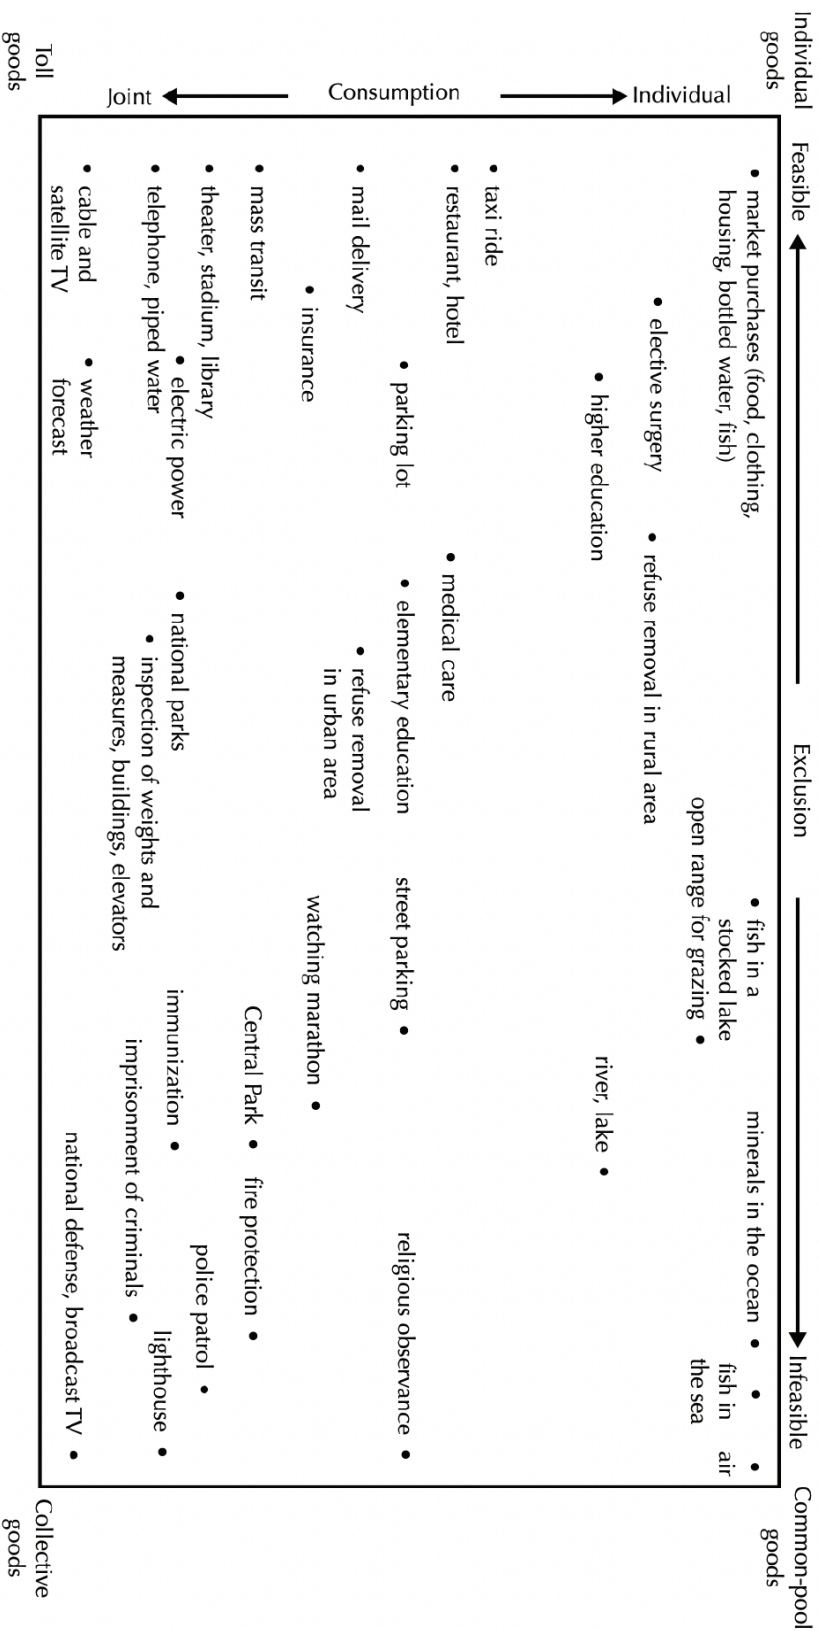 Individual
goods
Feasible
Exclusion
Infeasible
Common-pool
goods
Individual
Consumption
Joint
• market purchases (food, clothing,
housing, bottled water, fish)
• fish in a
stocked lake
minerals in the ocean •
•
fish in
the sea
•
air
open range for grazing •
• elective surgery
• refuse removal in rural area
• higher education
river, lake •
• taxi ride
• restaurant, hotel
• medical care
• parking lot
• elementary education
street parking •
religious observance •
• mail delivery
• refuse removal
in urban area
• insurance
watching marathon •
• mass transit
Central Park •
fire protection •
• theater, stadium, library
police patrol •
• electric power
• national parks
immunization •
• telephone, piped water
• inspection of weights and
measures, buildings, elevators
lighthouse •
imprisonment of criminals •
• cable and
satellite TV
• weather
forecast
national defense, broadcast TV •
Toll
goods
Collective
goods